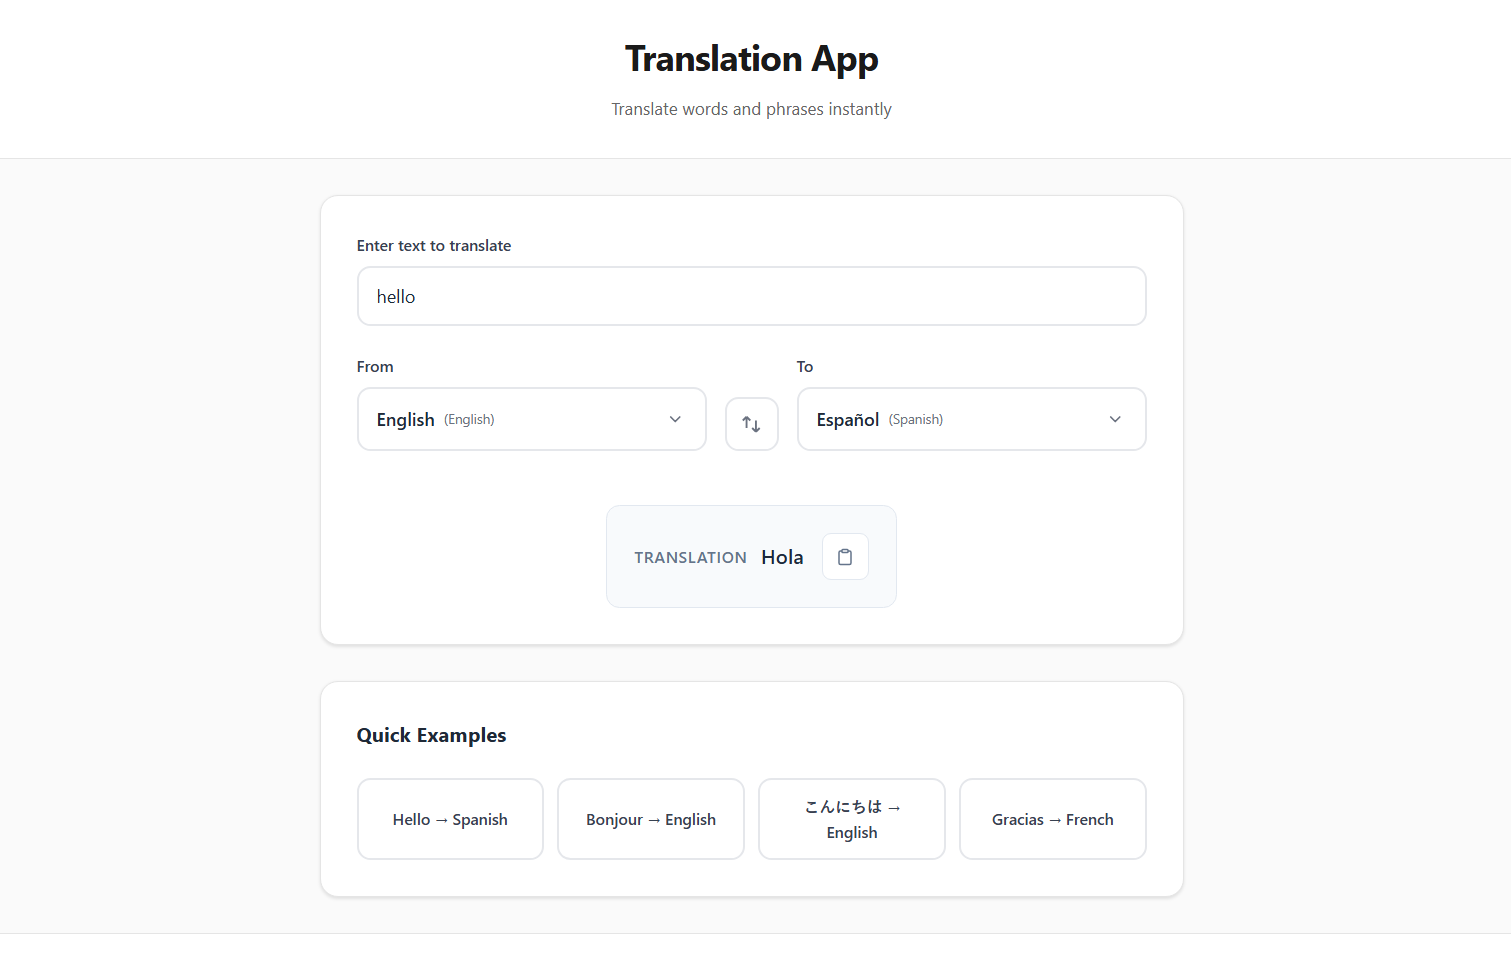 Translation App
Translate words and phrases instantly
Enter text to translate
hello
From
To
English (English)
Español (Spanish)
TRANSLATION Hola
Quick Examples
Hello → Spanish
Bonjour → English
こんにちは →
English
Gracias → French